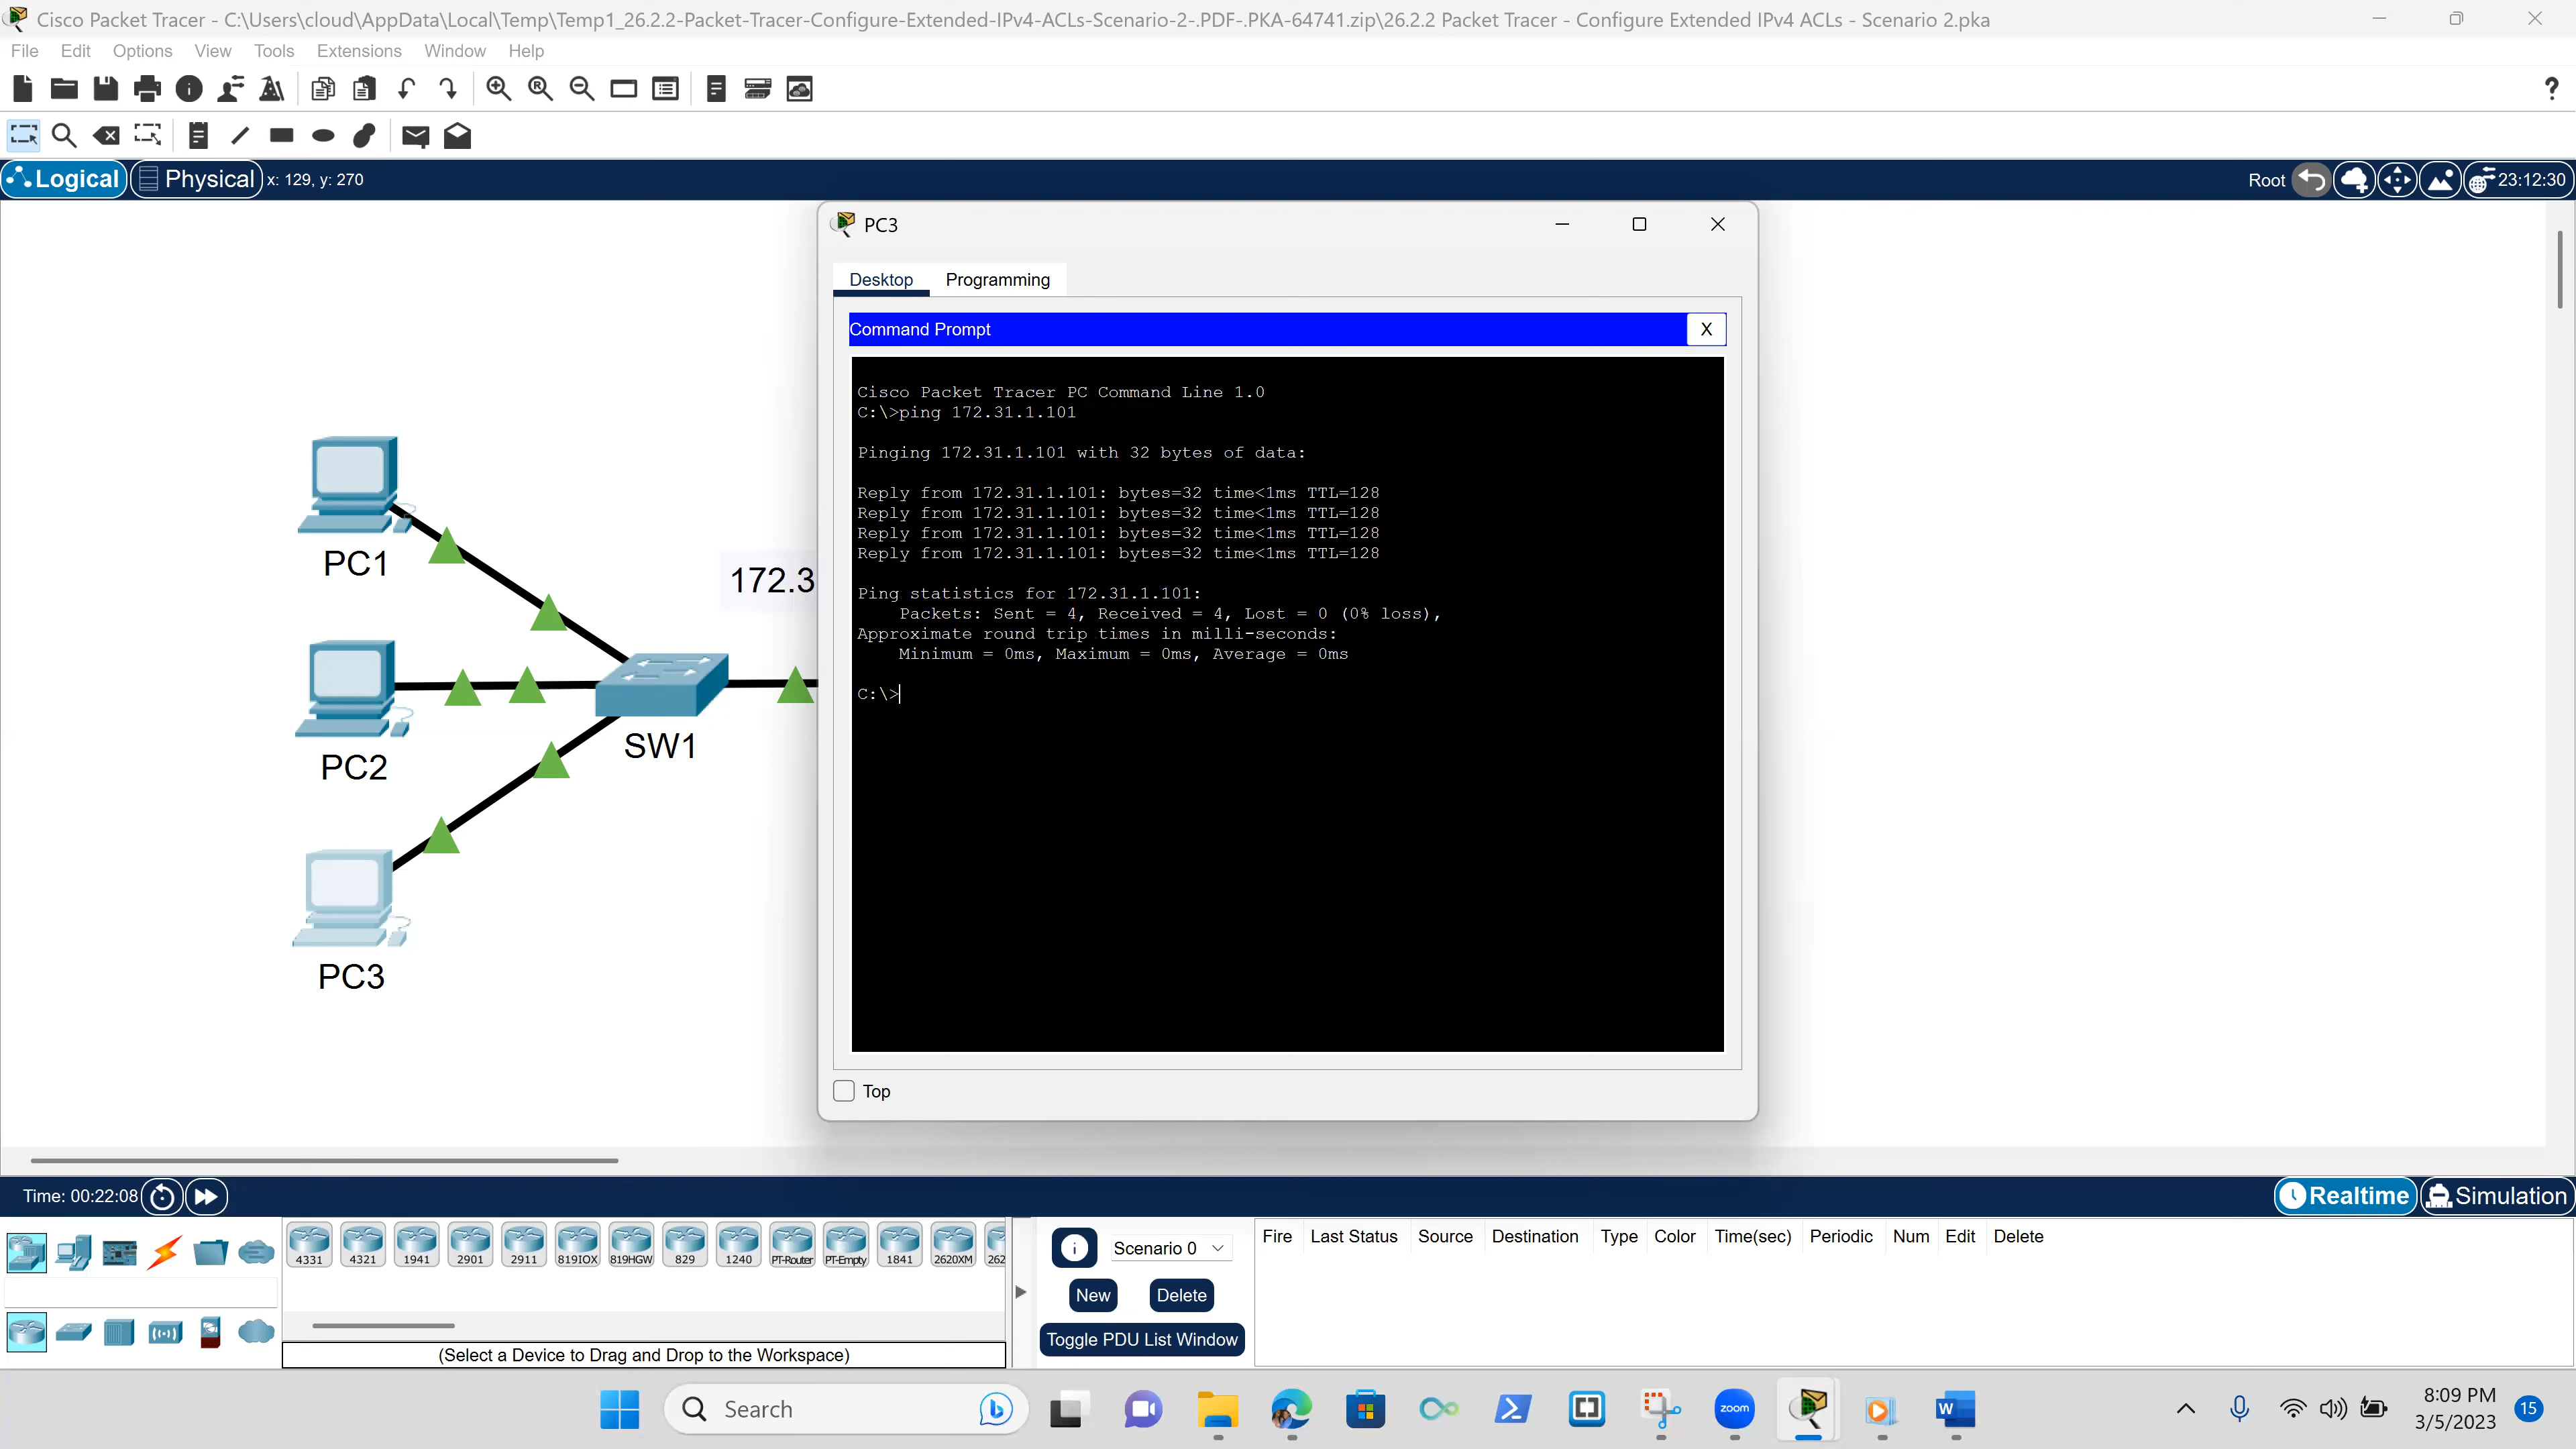 Cisco Packet Tracer - C:\Users\cloud\AppData\Local\Temp\Temp1_26.2.2-Packet-Tracer-Configure-Extended-IPv4-ACLs-Scenario-2-.PDF-.PKA-64741.zip\26.2.2 Packet Tracer - Configure Extended IPv4 ACLs - Scenario 2.pka
File Edit Options View Tools Extensions Window Help
?
Logical Physical x: 129, y: 270 Root 23:12:30
PC3
Desktop Programming
Command Prompt X
Cisco Packet Tracer PC Command Line 1.0
C:\>ping 172.31.1.101
Pinging 172.31.1.101 with 32 bytes of data:
Reply from 172.31.1.101: bytes=32 time<1ms TTL=128
Reply from 172.31.1.101: bytes=32 time<1ms TTL=128
Reply from 172.31.1.101: bytes=32 time<1ms TTL=128
Reply from 172.31.1.101: bytes=32 time<1ms TTL=128
Ping statistics for 172.31.1.101:
Packets: Sent = 4, Received = 4, Lost = 0 (0% loss),
Approximate round trip times in milli-seconds:
Minimum = 0ms, Maximum = 0ms, Average = 0ms
C:\>
Top
PC1
172.3
PC2
SW1
PC3
Time: 00:22:08 Realtime Simulation
4331 4321 1941 2901 2911 819IOX 819HGW 829 1240 PT-Router PT-Empty 1841 2620XM 262
(Select a Device to Drag and Drop to the Workspace)
Scenario 0
New Delete
Toggle PDU List Window
Fire Last Status Source Destination Type Color Time(sec) Periodic Num Edit Delete
Search
zoom
W
8:09 PM
3/5/2023
15